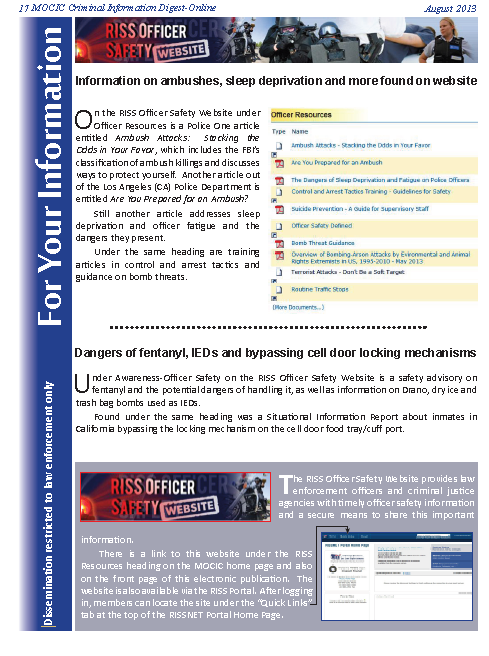 17 MOCIC Criminal Information Digest-Online
August 2013
For Your Information
Dissemination restricted to law enforcement only
RISS OFFICER
SAFETY WEBSITE
Information on ambushes, sleep deprivation and more found on website
On the RISS Officer Safety Website under
Officer Resources is a Police One article
entitled Ambush Attacks: Stacking the
Odds in Your Favor, which includes the FBI's
classification of ambush killings and discusses
ways to protect yourself. Another article out
of the Los Angeles (CA) Police Department is
entitled Are You Prepared for an Ambush?
Still another article addresses sleep
deprivation and officer fatigue and the
dangers they present.
Under the same heading are training
articles in control and arrest tactics and
guidance on bomb threats.
Officer Resources
Type Name
Ambush Attacks - Stacking the Odds in Your Favor
Are You Prepared for an Ambush
The Dangers of Sleep Deprivation and Fatigue on Police Officers
Control and Arrest Tactics Training - Guidelines for Safety
Suicide Prevention - A Guide for Supervisory Staff
Officer Safety Defined
Bomb Threat Guidance
Overview of Bombing-Arson Attacks by Evironmental and Animal
Rights Extremists in US, 1995-2010 - May 2013
Terrorist Attacks - Don't Be a Soft Target
Routine Traffic Stops
(More Documents...)
Dangers of fentanyl, IEDs and bypassing cell door locking mechanisms
Under Awareness-Officer Safety on the RISS Officer Safety Website is a safety advisory on
fentanyl and the potential dangers of handling it, as well as information on Drano, dry ice and
trash bag bombs used as IEDs.
Found under the same heading was a Situational Information Report about inmates in
California bypassing the locking mechanism on the cell door food tray/cuff port.
RISS OFFICER
SAFETY WEBSITE
The RISS Officer Safety Website provides law
enforcement officers and criminal justice
agencies with timely officer safety information
and a secure means to share this important
information.
There is a link to this website under the RISS
Resources heading on the MOCIC home page and also
on the front page of this electronic publication. The
website is also available via the RISS Portal. After logging
in, members can locate the site under the "Quick Links"
tab at the top of the RISSNET Portal Home Page.